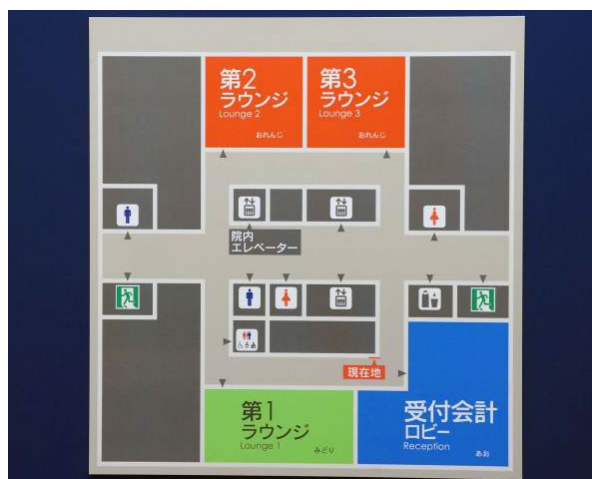 第2
ラウンジ
Lounge 2
おれんじ
第3
ラウンジ
Lounge 3
おれんじ
院内
エレベーター
現在地
第1
ラウンジ
Lounge 1
みどり
受付会計
ロビー
Reception
あお